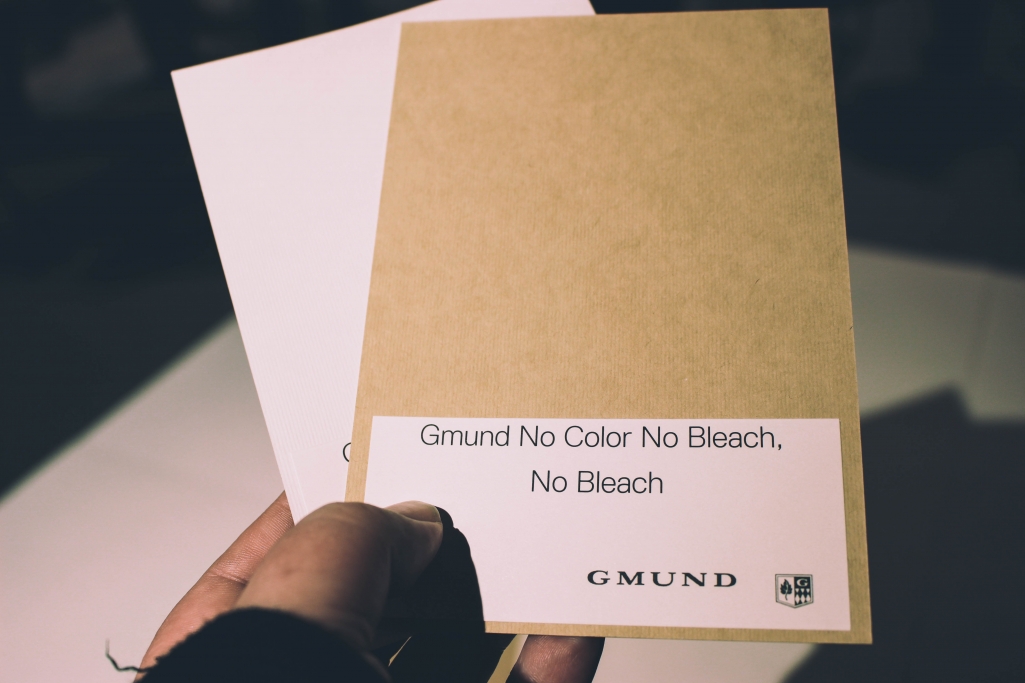 Gmund No Color No Bleach,
No Bleach
GMUND
G